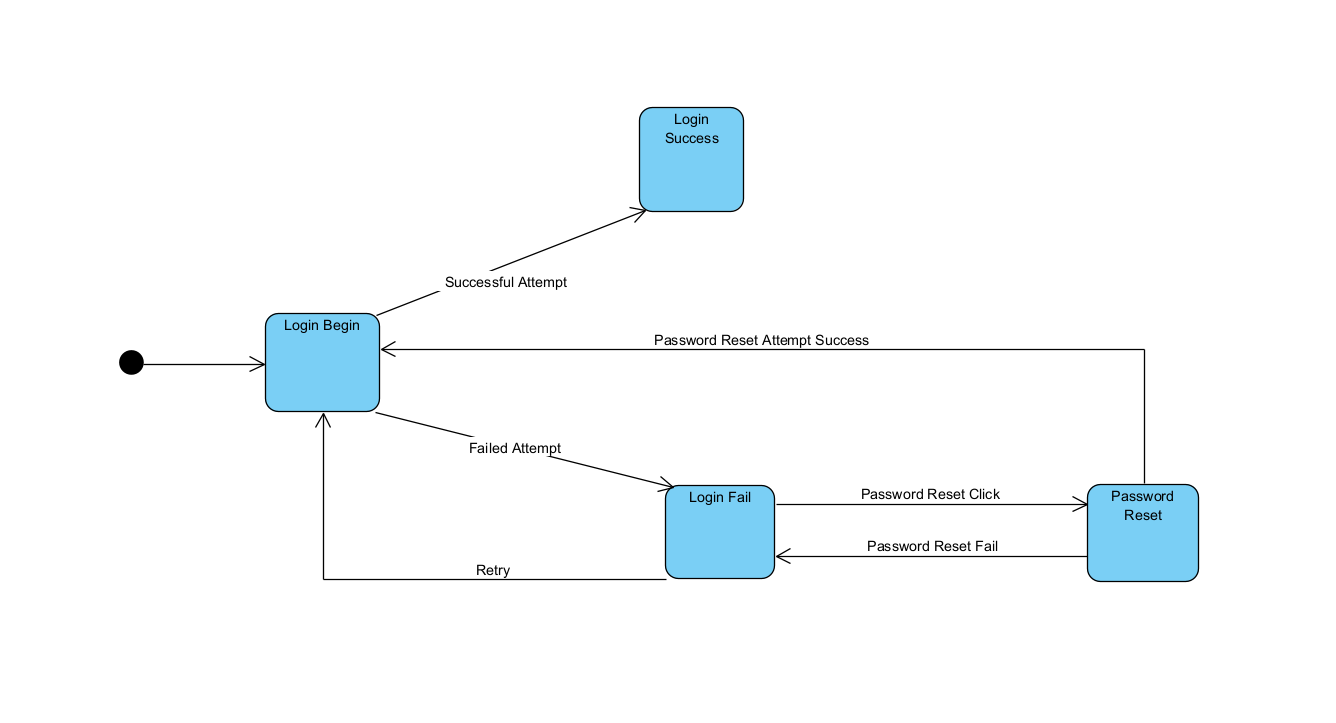 Login
Success
Successful Attempt
Login Begin
Password Reset Attempt Success
Failed Attempt
Login Fail
Password Reset Click
Password
Reset
Password Reset Fail
Retry